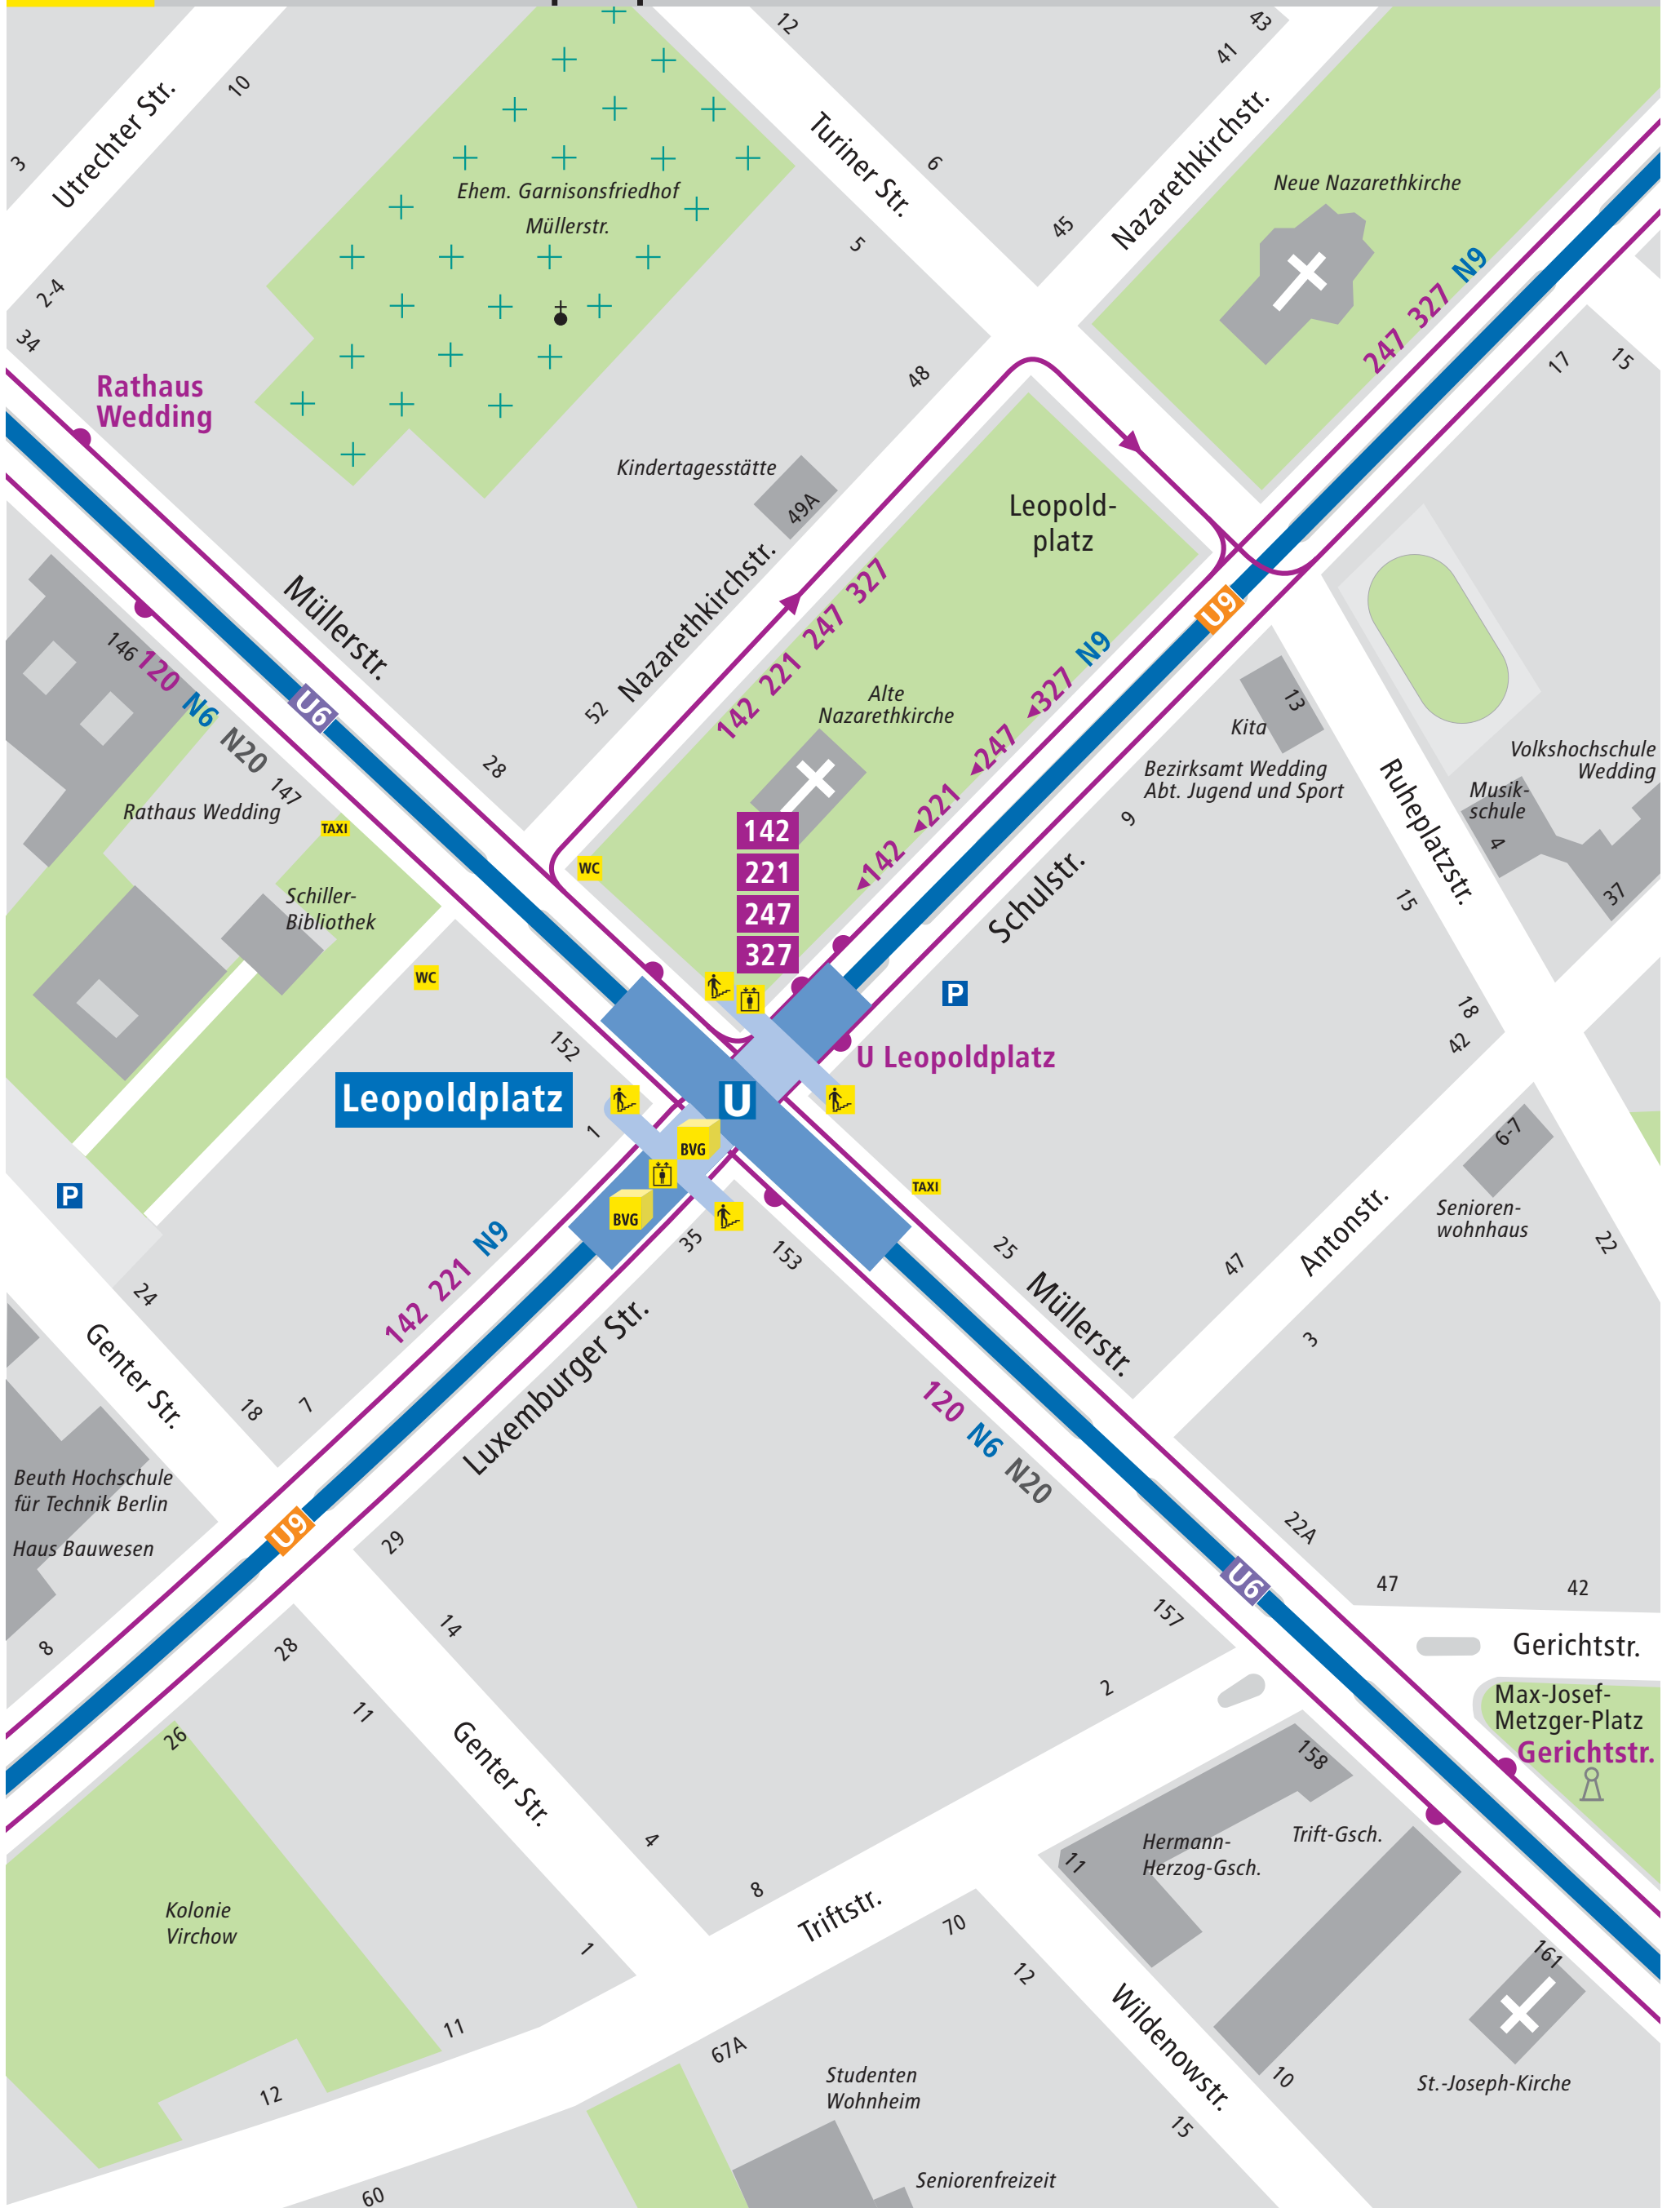 12
43
41
10
Utrechter Str.
3
Turiner Str.
6
Nazarethkirchstr.
Neue Nazarethkirche
Ehem. Garnisonsfriedhof
Müllerstr.
5
45
2-4
34
247 327 N9
17
15
48
Rathaus
Wedding
Kindertagesstätte
49A
Leopold-
platz
Müllerstr.
Nazarethkirchstr.
142 221 247 327
U9
146
120 N6 N20
U6
52
Alte
Nazarethkirche
142 221 247 327 N9
13
Kita
Bezirksamt Wedding
Abt. Jugend und Sport
Volkshochschule
Wedding
Musik-
schule
4
37
28
147
Rathaus Wedding
TAXI
9
Ruheplatzstr.
WC
142
221
247
327
Schiller-
Bibliothek
Schulstr.
15
WC
P
18
42
152
U Leopoldplatz
Leopoldplatz
U
1
BVG
BVG
6-7
P
TAXI
Senioren-
wohnhaus
Antonstr.
22
142 221 N9
35
153
25
47
24
Müllerstr.
3
Genter Str.
Luxemburger Str.
18
7
120 N6 N20
Beuth Hochschule
für Technik Berlin
Haus Bauwesen
U9
29
22A
U6
47
42
157
14
Gerichtstr.
8
28
2
11
26
Max-Josef-
Metzger-Platz
Gerichtstr.
Genter Str.
158
Trift-Gsch.
Hermann-
Herzog-Gsch.
11
4
8
Triftstr.
70
Kolonie
Virchow
1
12
161
Wildenowstr.
11
67A
12
Studenten
Wohnheim
10
St.-Joseph-Kirche
15
Seniorenfreizeit
60